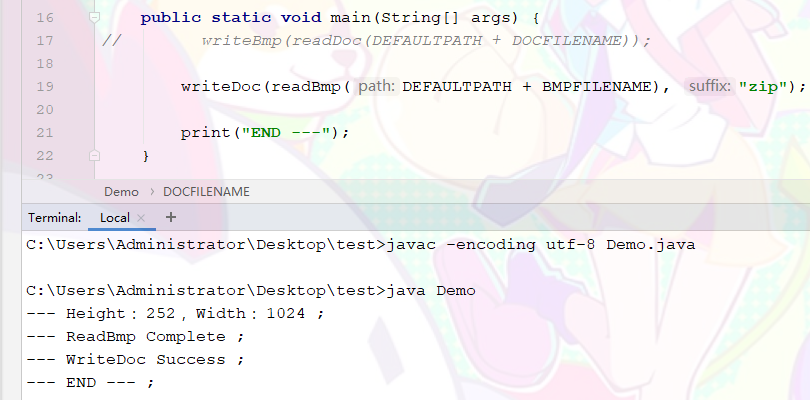 16 public static void main(String[] args) {
17 // writeBmp(readDoc(DEFAULTPATH + DOCFILENAME));
18
19 writeDoc(readBmp( path: DEFAULTPATH + BMPFILENAME), suffix: "zip");
20
21 print("END ---");
22 }
23
Demo › DOCFILENAME
Terminal: Local × +
C:\Users\Administrator\Desktop\test>javac -encoding utf-8 Demo.java
C:\Users\Administrator\Desktop\test>java Demo
--- Height : 252 , Width : 1024 ;
--- ReadBmp Complete ;
--- WriteDoc Success ;
--- END --- ;